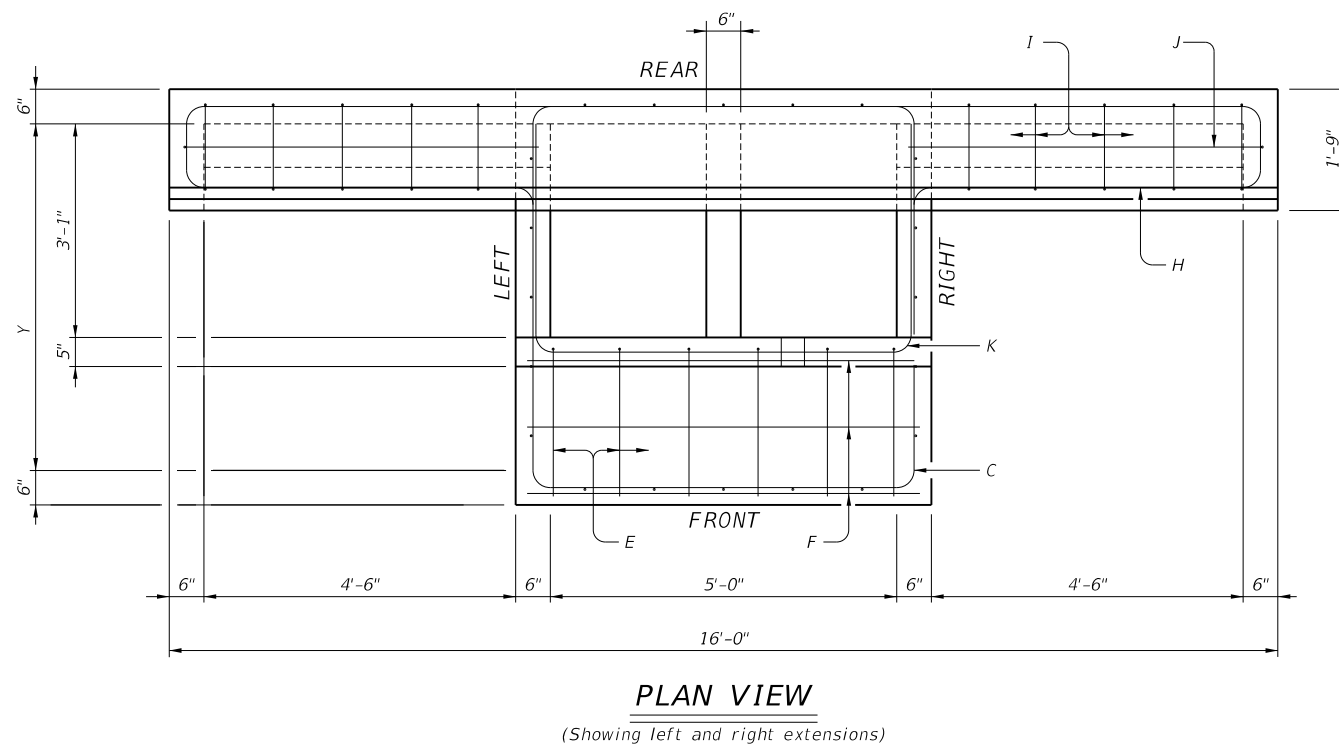 6"
REAR
I
J
6"
1'-9"
3'-1"
LEFT
RIGHT
H
Y
5"
K
C
6"
FRONT
E
F
6"
4'-6"
6"
5'-0"
6"
4'-6"
6"
16'-0"
PLAN VIEW
(Showing left and right extensions)